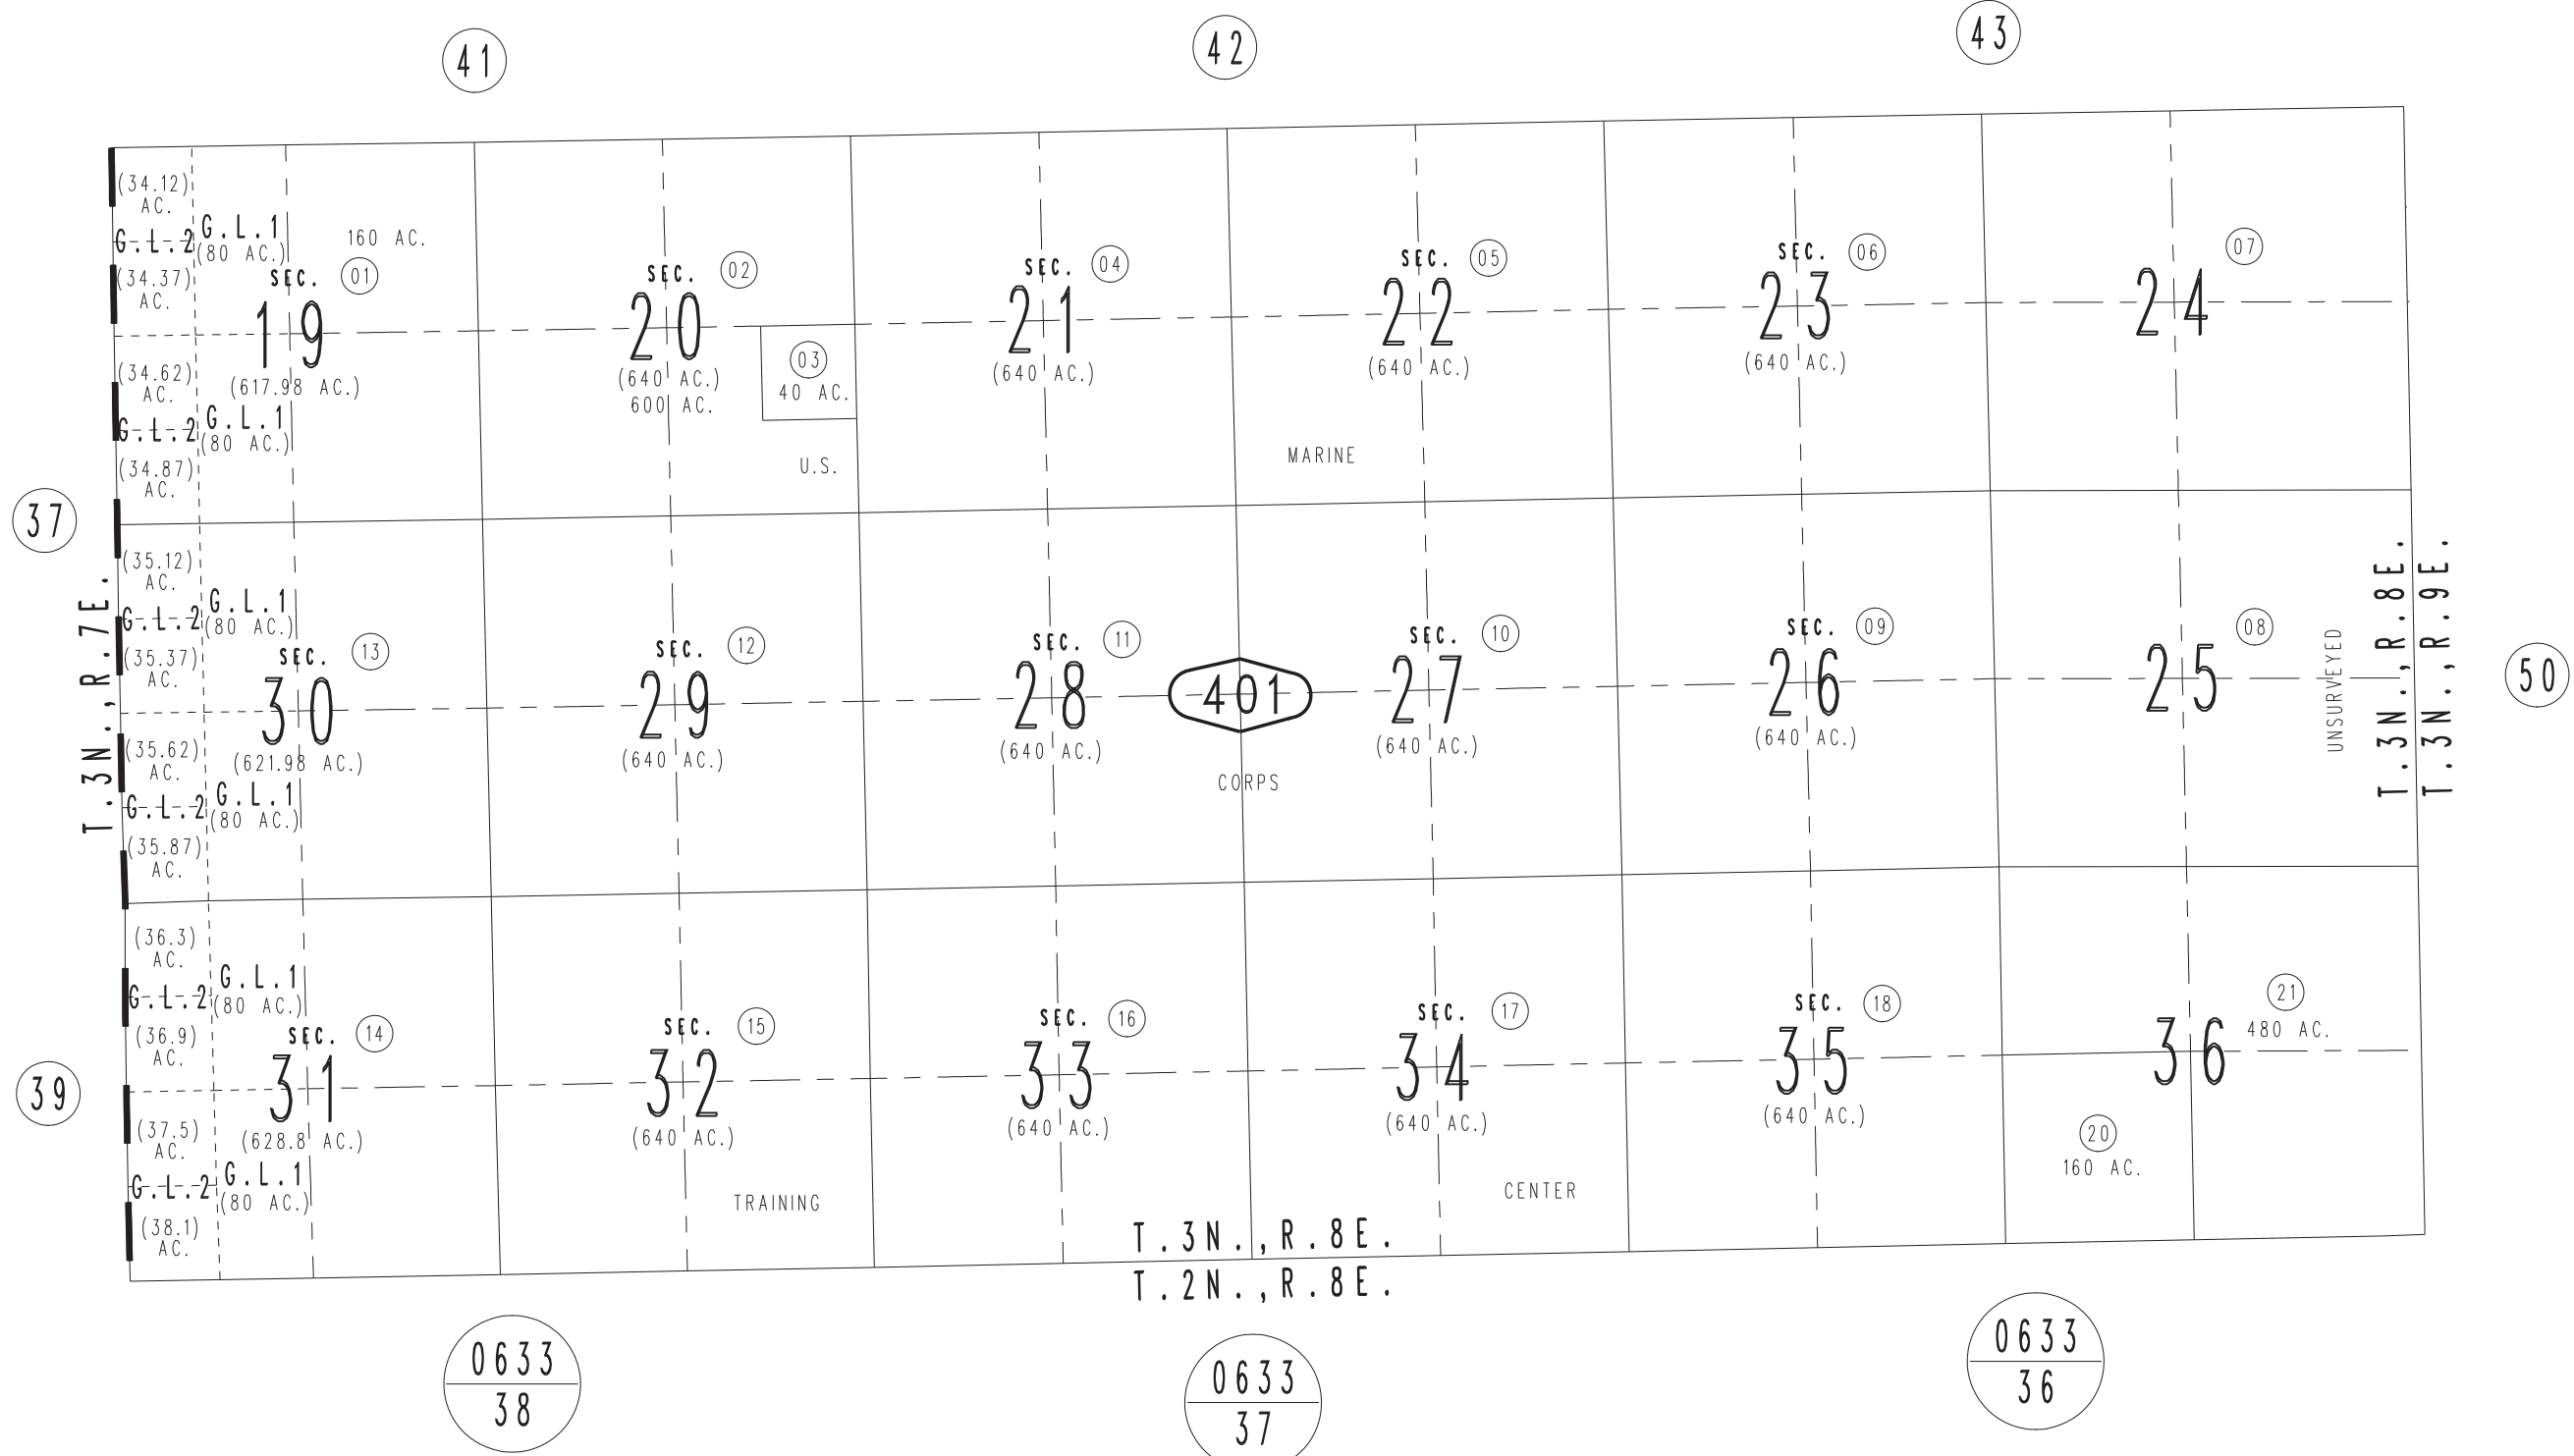 41
42
43
(34.12)
AC.
G.L.2
G.L.1
(80 AC.)
160 AC.
(34.37)
AC.
SEC.
01
19
(617.98 AC.)
(34.62)
AC.
G.L.2
G.L.1
(80 AC.)
(34.87)
AC.
SEC.
02
20
(640 AC.)
600 AC.
03
40 AC.
U.S.
SEC.
04
21
(640 AC.)
SEC.
05
22
(640 AC.)
MARINE
SEC.
06
23
(640 AC.)
07
24
37
T.3N.,R.7E.
(35.12)
AC.
G.L.2
G.L.1
(80 AC.)
(35.37)
AC.
SEC.
13
30
(621.98 AC.)
(35.62)
AC.
G.L.2
G.L.1
(80 AC.)
(35.87)
AC.
SEC.
12
29
(640 AC.)
SEC.
11
28
(640 AC.)
401
CORPS
SEC.
10
27
(640 AC.)
SEC.
09
26
(640 AC.)
08
25
UNSURVEYED
T.3N.,R.8E.
T.3N.,R.9E.
50
39
(36.3)
AC.
G.L.2
G.L.1
(80 AC.)
(36.9)
AC.
SEC.
14
31
(628.8 AC.)
(37.5)
AC.
G.L.2
G.L.1
(80 AC.)
(38.1)
AC.
SEC.
15
32
(640 AC.)
TRAINING
SEC.
16
33
(640 AC.)
SEC.
17
34
(640 AC.)
CENTER
SEC.
18
35
(640 AC.)
21
480 AC.
36
20
160 AC.
T.3N.,R.8E.
T.2N.,R.8E.
0633
38
0633
37
0633
36